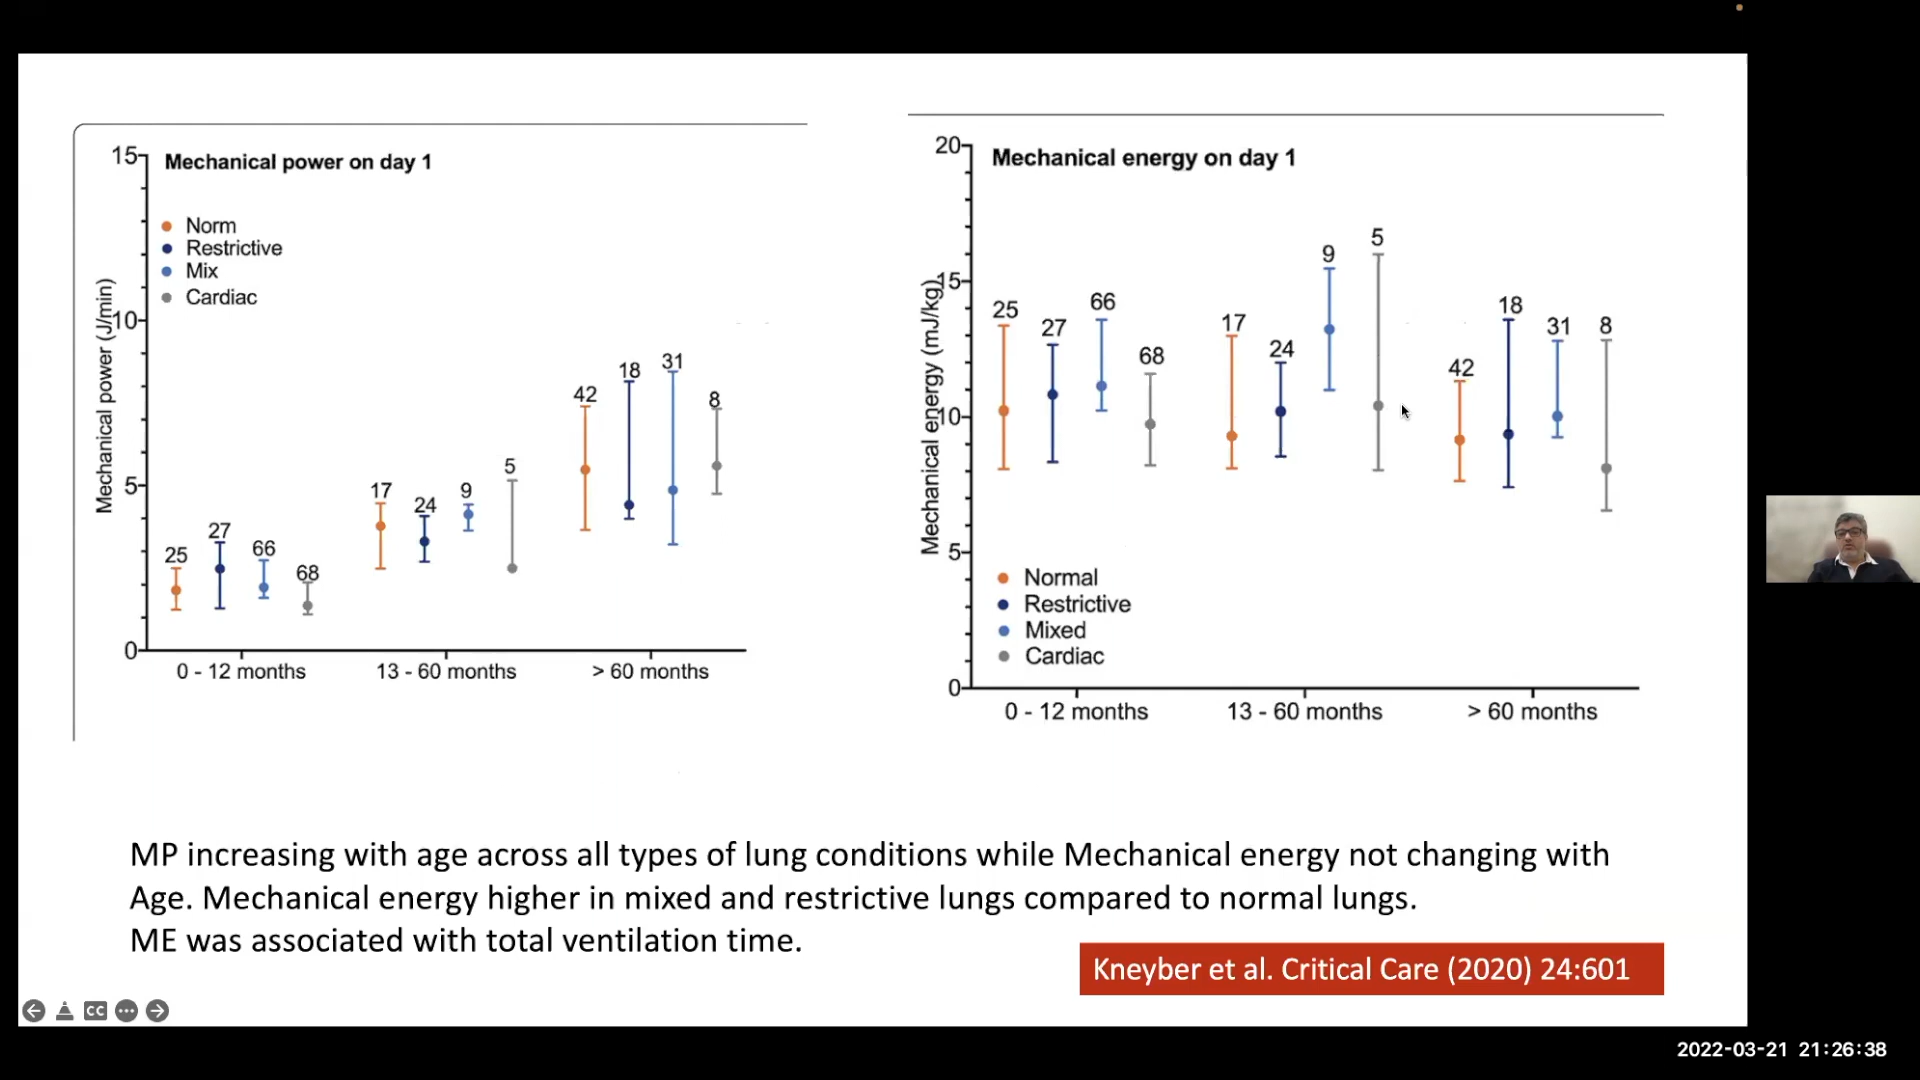 15
Mechanical power on day 1
Norm
Restrictive
Mix
Cardiac
Mechanical power (J/min)
10
5
0
25
27
66
68
17
24
9
5
42
18
31
8
0 - 12 months
13 - 60 months
> 60 months
20
Mechanical energy on day 1
Mechanical energy (mJ/kg)
15
10
5
0
25
27
66
68
17
24
9
5
42
18
31
8
Normal
Restrictive
Mixed
Cardiac
0 - 12 months
13 - 60 months
> 60 months
MP increasing with age across all types of lung conditions while Mechanical energy not changing with
Age. Mechanical energy higher in mixed and restrictive lungs compared to normal lungs.
ME was associated with total ventilation time.
Kneyber et al. Critical Care (2020) 24:601
CC
2022-03-21 21:26:38